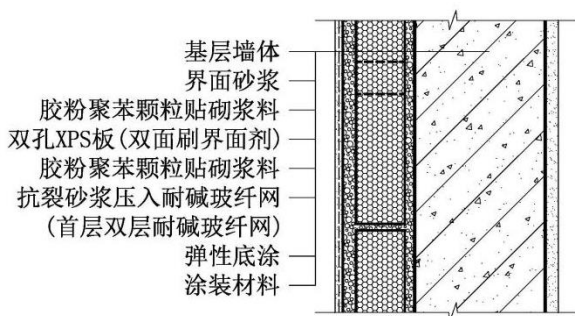 基层墙体
界面砂浆
胶粉聚苯颗粒贴砌浆料
双孔XPS板(双面刷界面剂)
胶粉聚苯颗粒贴砌浆料
抗裂砂浆压入耐碱玻纤网
(首层双层耐碱玻纤网)
弹性底涂
涂装材料